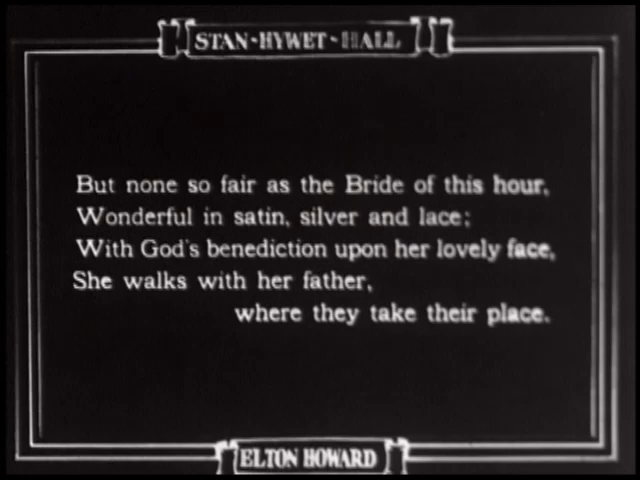 STAN-HYWET-HALL
But none so fair as the Bride of this hour,
Wonderful in satin, silver and lace;
With God's benediction upon her lovely face,
She walks with her father,
where they take their place.
ELTON HOWARD